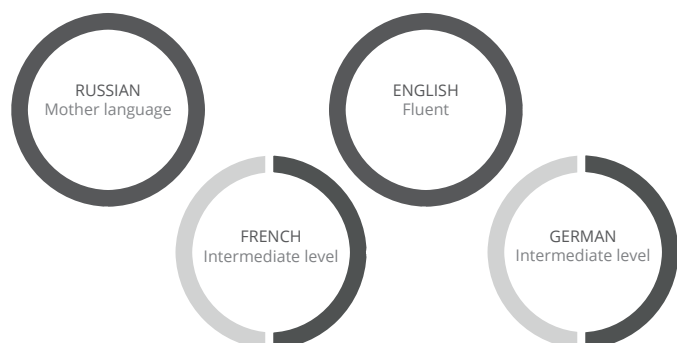 RUSSIAN
Mother language
ENGLISH
Fluent
FRENCH
Intermediate level
GERMAN
Intermediate level